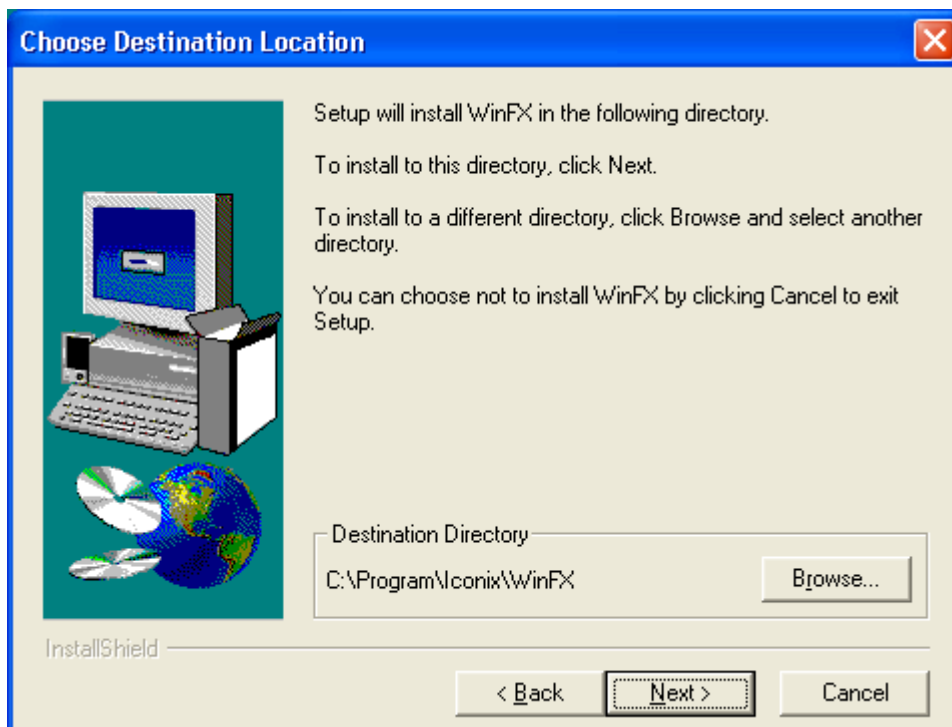 Choose Destination Location
Setup will install WinFX in the following directory.
To install to this directory, click Next.
To install to a different directory, click Browse and select another
directory.
You can choose not to install WinFX by clicking Cancel to exit
Setup.
Destination Directory
C:\Program\Iconix\WinFX
Browse...
InstallShield
< Back
Next >
Cancel